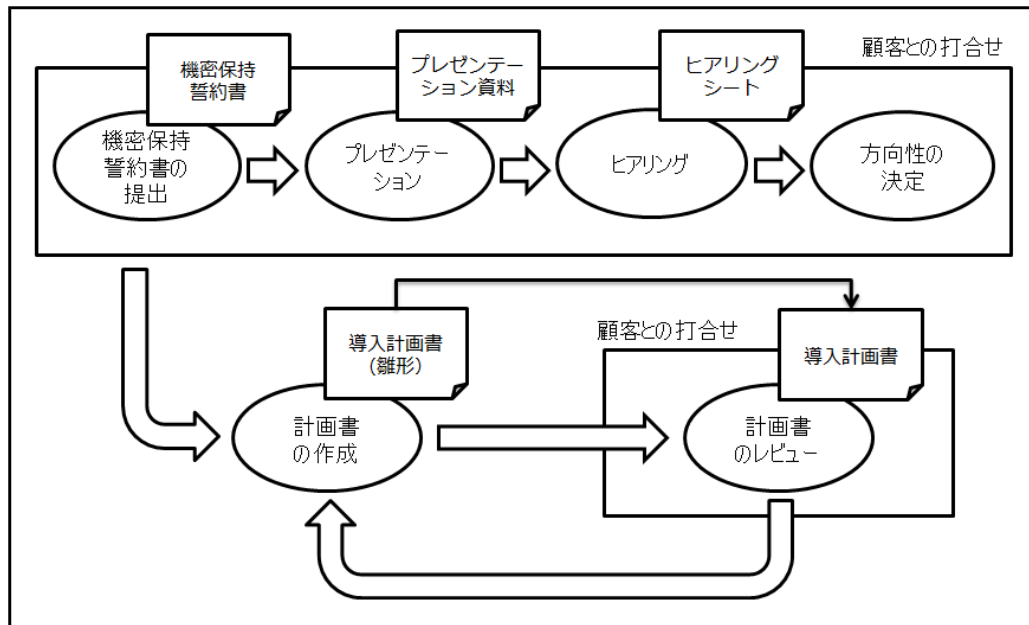 顧客との打合せ
機密保持
誓約書
プレゼンテー
ション資料
ヒアリング
シート
機密保持
誓約書の
提出
プレゼンテー
ション
ヒアリング
方向性の
決定
導入計画書
(雛形)
顧客との打合せ
導入計画書
計画書
の作成
計画書
のレビュー